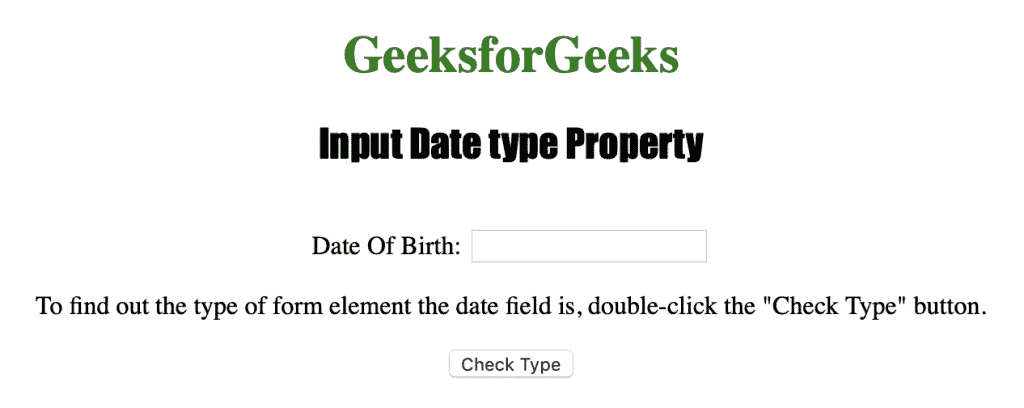 GeeksforGeeks
Input Date type Property
Date Of Birth:
To find out the type of form element the date field is, double-click the "Check Type" button.
Check Type